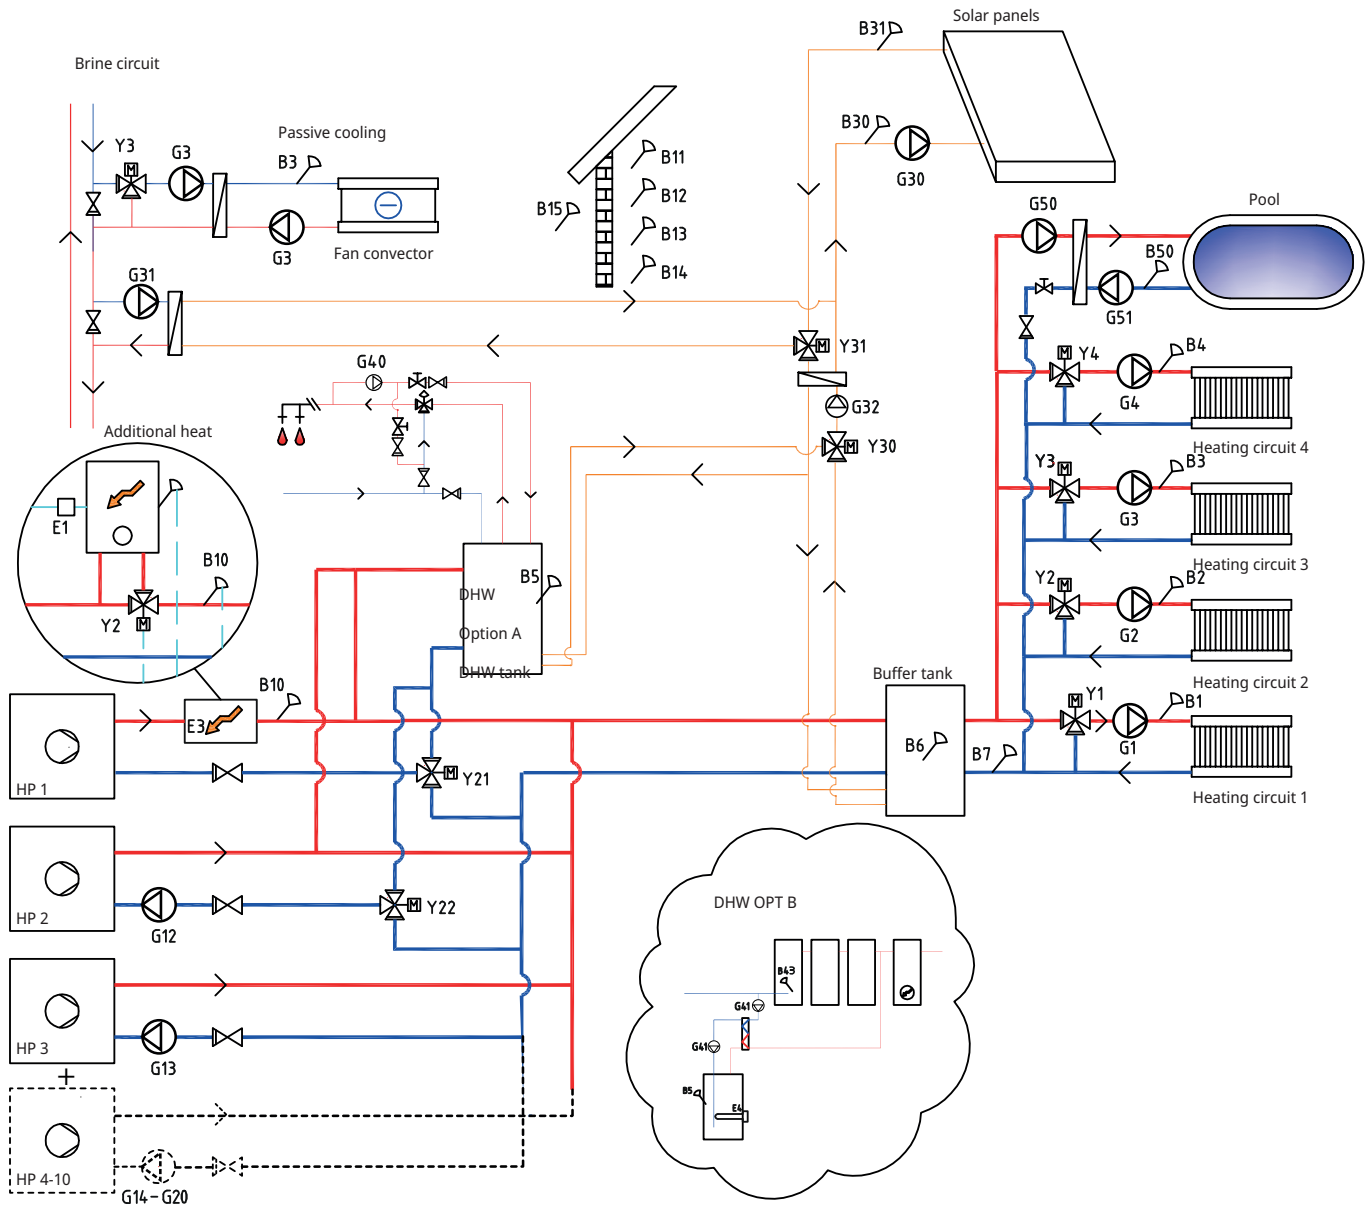 Solar panels
B31
Brine circuit
Passive cooling
Y3
G3
B3
B11
B12
B13
B14
B15
B30
G30
G3
Fan convector
G50
Pool
B50
G51
G31
Y31
G40
G32
Y30
Y4
B4
G4
Heating circuit 4
Y3
B3
G3
Heating circuit 3
Y2
B2
G2
Heating circuit 2
Y1
B1
G1
Heating circuit 1
Additional heat
E1
B10
Y2
M
M
M
M
M
M
M
M
M
M
DHW
B5
Option A
DHW tank
Buffer tank
B6
B7
B10
E3
HP 1
Y21
HP 2
G12
Y22
HP 3
G13
+
HP 4-10
G14-G20
DHW OPT B
B43
G41
G41
B5
E4